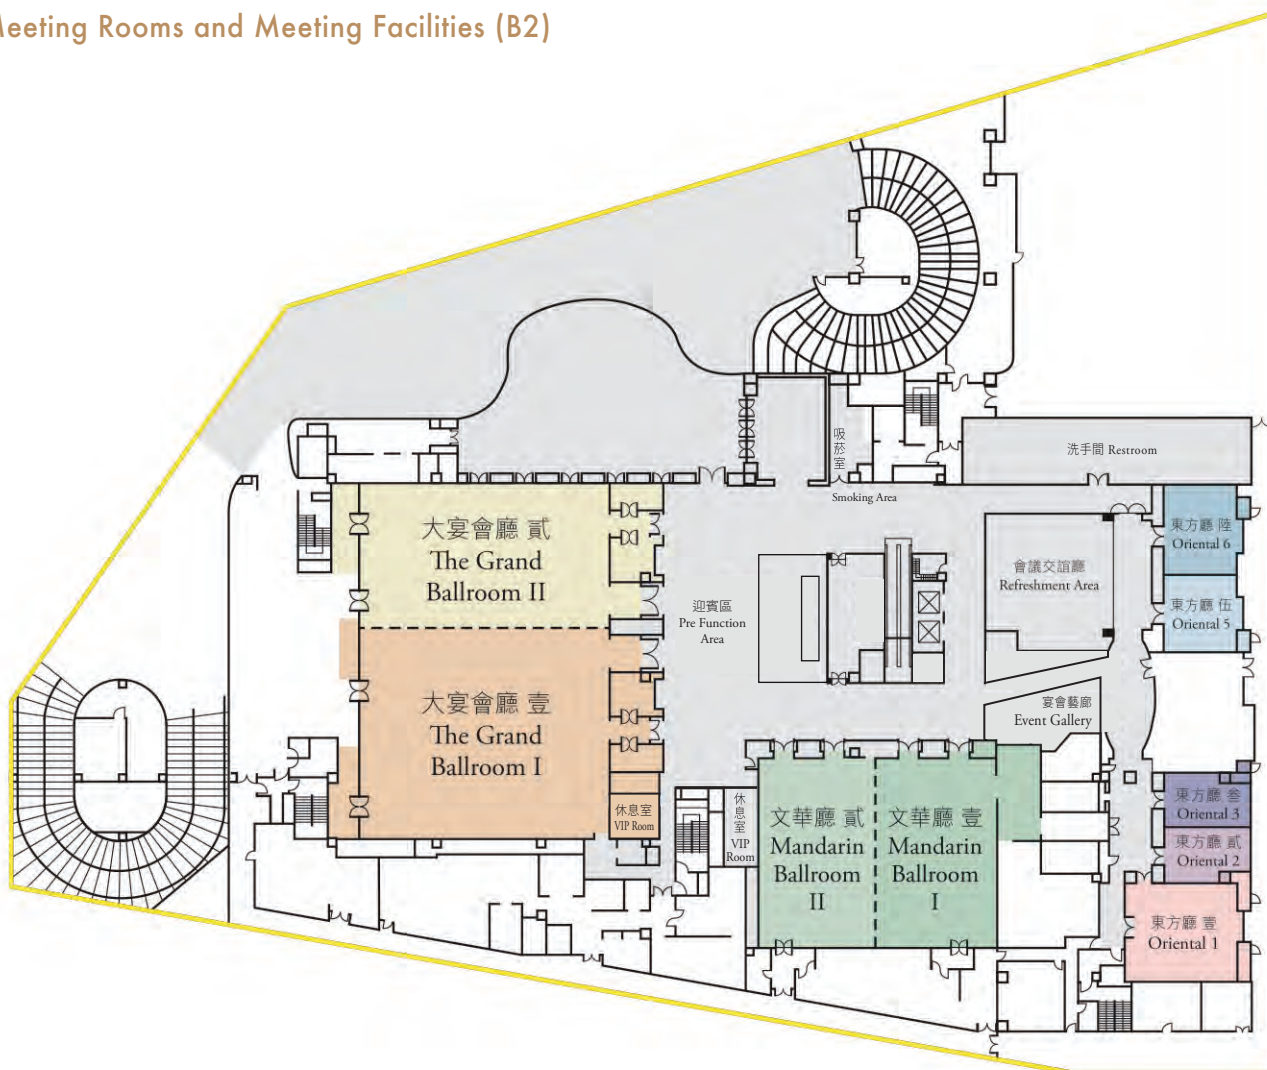 Meeting Rooms and Meeting Facilities (B2)
吸
菸
室
Smoking Area
洗手間 Restroom
大宴會廳 貳
The Grand
Ballroom II
迎賓區
Pre Function
Area
會議交誼廳
Refreshment Area
東方廳 陸
Oriental 6
東方廳 伍
Oriental 5
大宴會廳 壹
The Grand
Ballroom I
宴會藝廊
Event Gallery
休息室
VIP Room
休
息
室
VIP
Room
文華廳 貳
Mandarin
Ballroom
II
文華廳 壹
Mandarin
Ballroom
I
東方廳 叁
Oriental 3
東方廳 貳
Oriental 2
東方廳 壹
Oriental 1